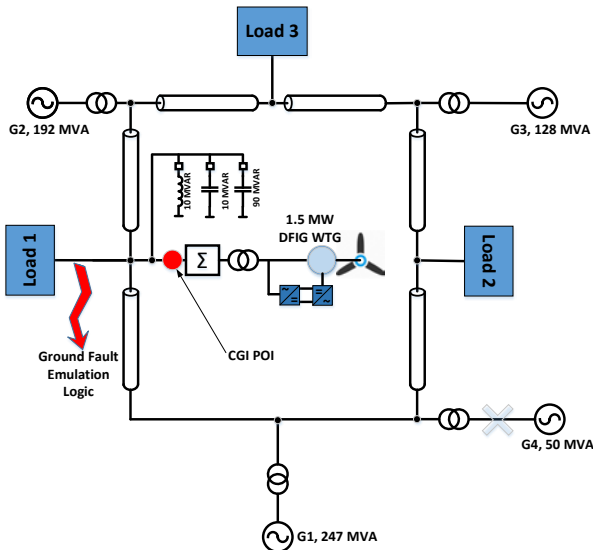 Load 3
G2, 192 MVA
G3, 128 MVA
10 MVAR
10 MVAR
90 MVAR
1.5 MW
DFIG WTG
Load 1
Σ
Load 2
Ground Fault
Emulation
Logic
CGI POI
G4, 50 MVA
G1, 247 MVA